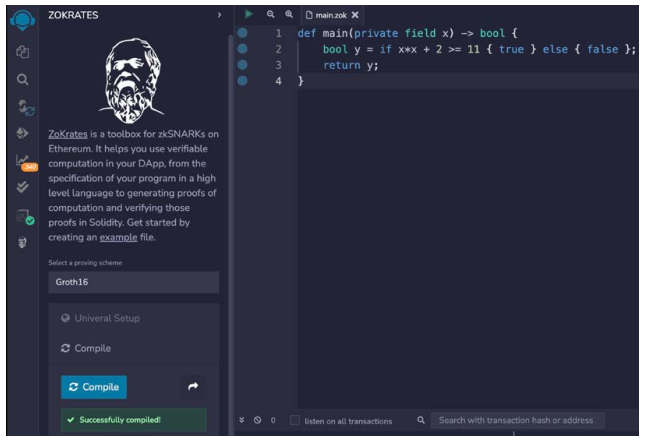 ZOKRATES
ZoKrates is a toolbox for zkSNARKs on
Ethereum. It helps you use verifiable
computation in your DApp, from the
specification of your program in a high
level language to generating proofs of
computation and verifying those
proofs in Solidity. Get started by
creating an example file.
Select a proving scheme
Groth16
Univeral Setup
Compile
Compile
Successfully compiled!
main.zok
1 def main(private field x) -> bool {
2 bool y = if x*x + 2 >= 11 { true } else { false };
3 return y;
4 }
0
listen on all transactions
Search with transaction hash or address